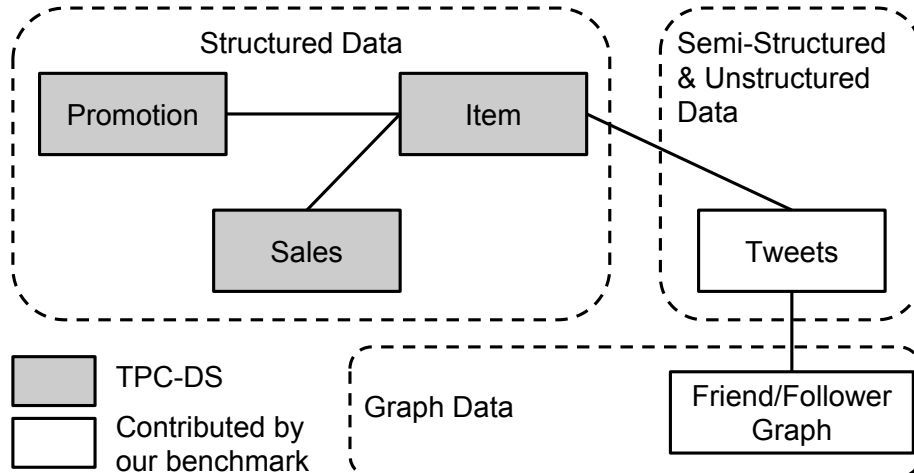 Structured Data
Promotion
Item
Sales
Semi-Structured
& Unstructured
Data
Tweets
TPC-DS
Contributed by
our benchmark
Graph Data
Friend/Follower
Graph